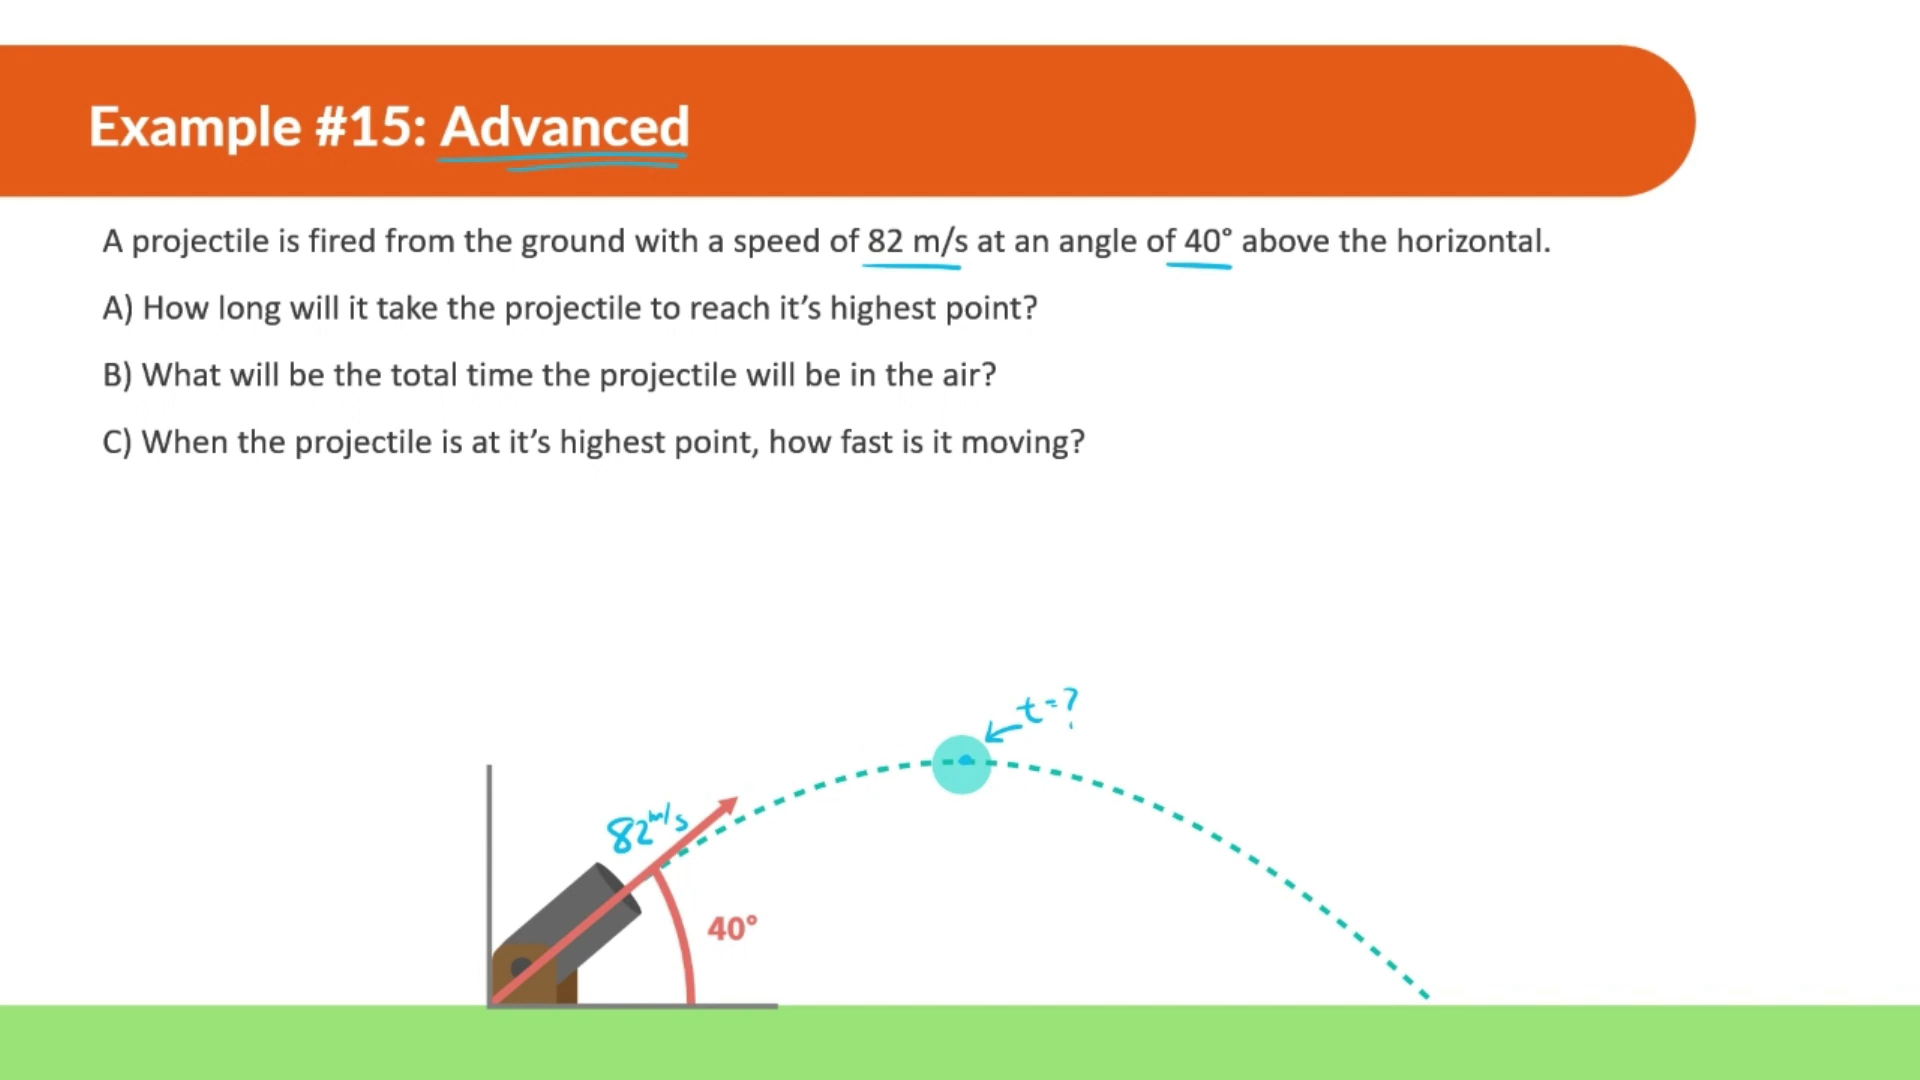 Example #15: Advanced
A projectile is fired from the ground with a speed of 82 m/s at an angle of 40° above the horizontal.
A) How long will it take the projectile to reach it’s highest point?
B) What will be the total time the projectile will be in the air?
C) When the projectile is at it’s highest point, how fast is it moving?
t=?
82 m/s
40°